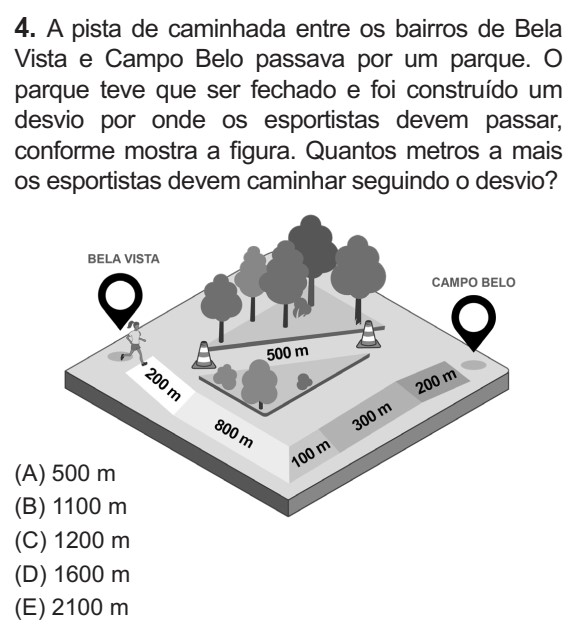 4. A pista de caminhada entre os bairros de Bela
Vista e Campo Belo passava por um parque. O
parque teve que ser fechado e foi construído um
desvio por onde os esportistas devem passar,
conforme mostra a figura. Quantos metros a mais
os esportistas devem caminhar seguindo o desvio?
BELA VISTA
CAMPO BELO
500 m
200 m
800 m
100 m
300 m
200 m
(A) 500 m
(B) 1100 m
(C) 1200 m
(D) 1600 m
(E) 2100 m